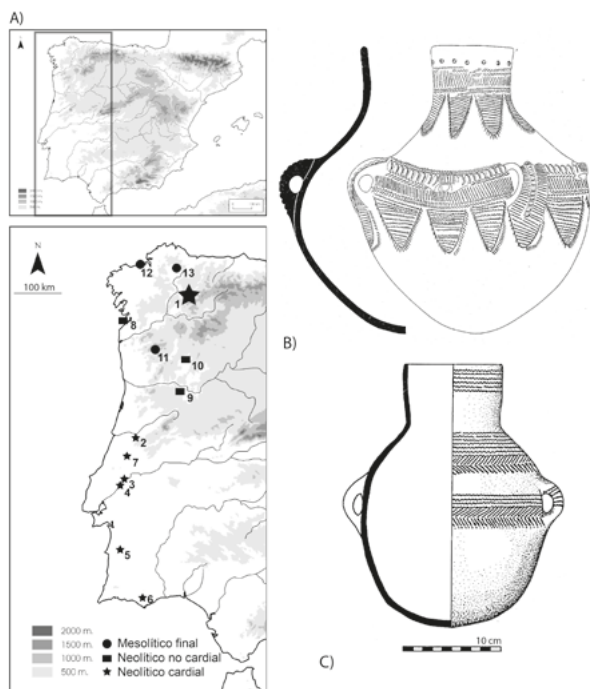 A)
N
100 km
12
13
1
8
11
10
9
2
7
3
4
5
6
2000 m.
1500 m.
1000 m.
500 m.
Mesolítico final
Neolítico no cardial
Neolítico cardial
B)
10 cm
C)